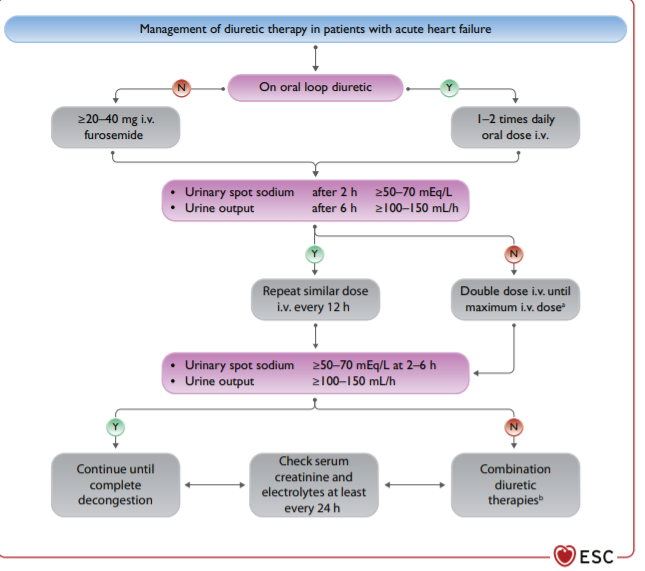 Management of diuretic therapy in patients with acute heart failure
On oral loop diuretic
N
Y
≥20–40 mg i.v.
furosemide
1–2 times daily
oral dose i.v.
• Urinary spot sodium after 2 h ≥50–70 mEq/L
• Urine output after 6 h ≥100–150 mL/h
Y
N
Repeat similar dose
i.v. every 12 h
Double dose i.v. until
maximum i.v. doseᵃ
• Urinary spot sodium ≥50–70 mEq/L at 2–6 h
• Urine output ≥100–150 mL/h
Y
N
Continue until
complete
decongestion
Check serum
creatinine and
electrolytes at least
every 24 h
Combination
diuretic
therapiesᵇ
ESC